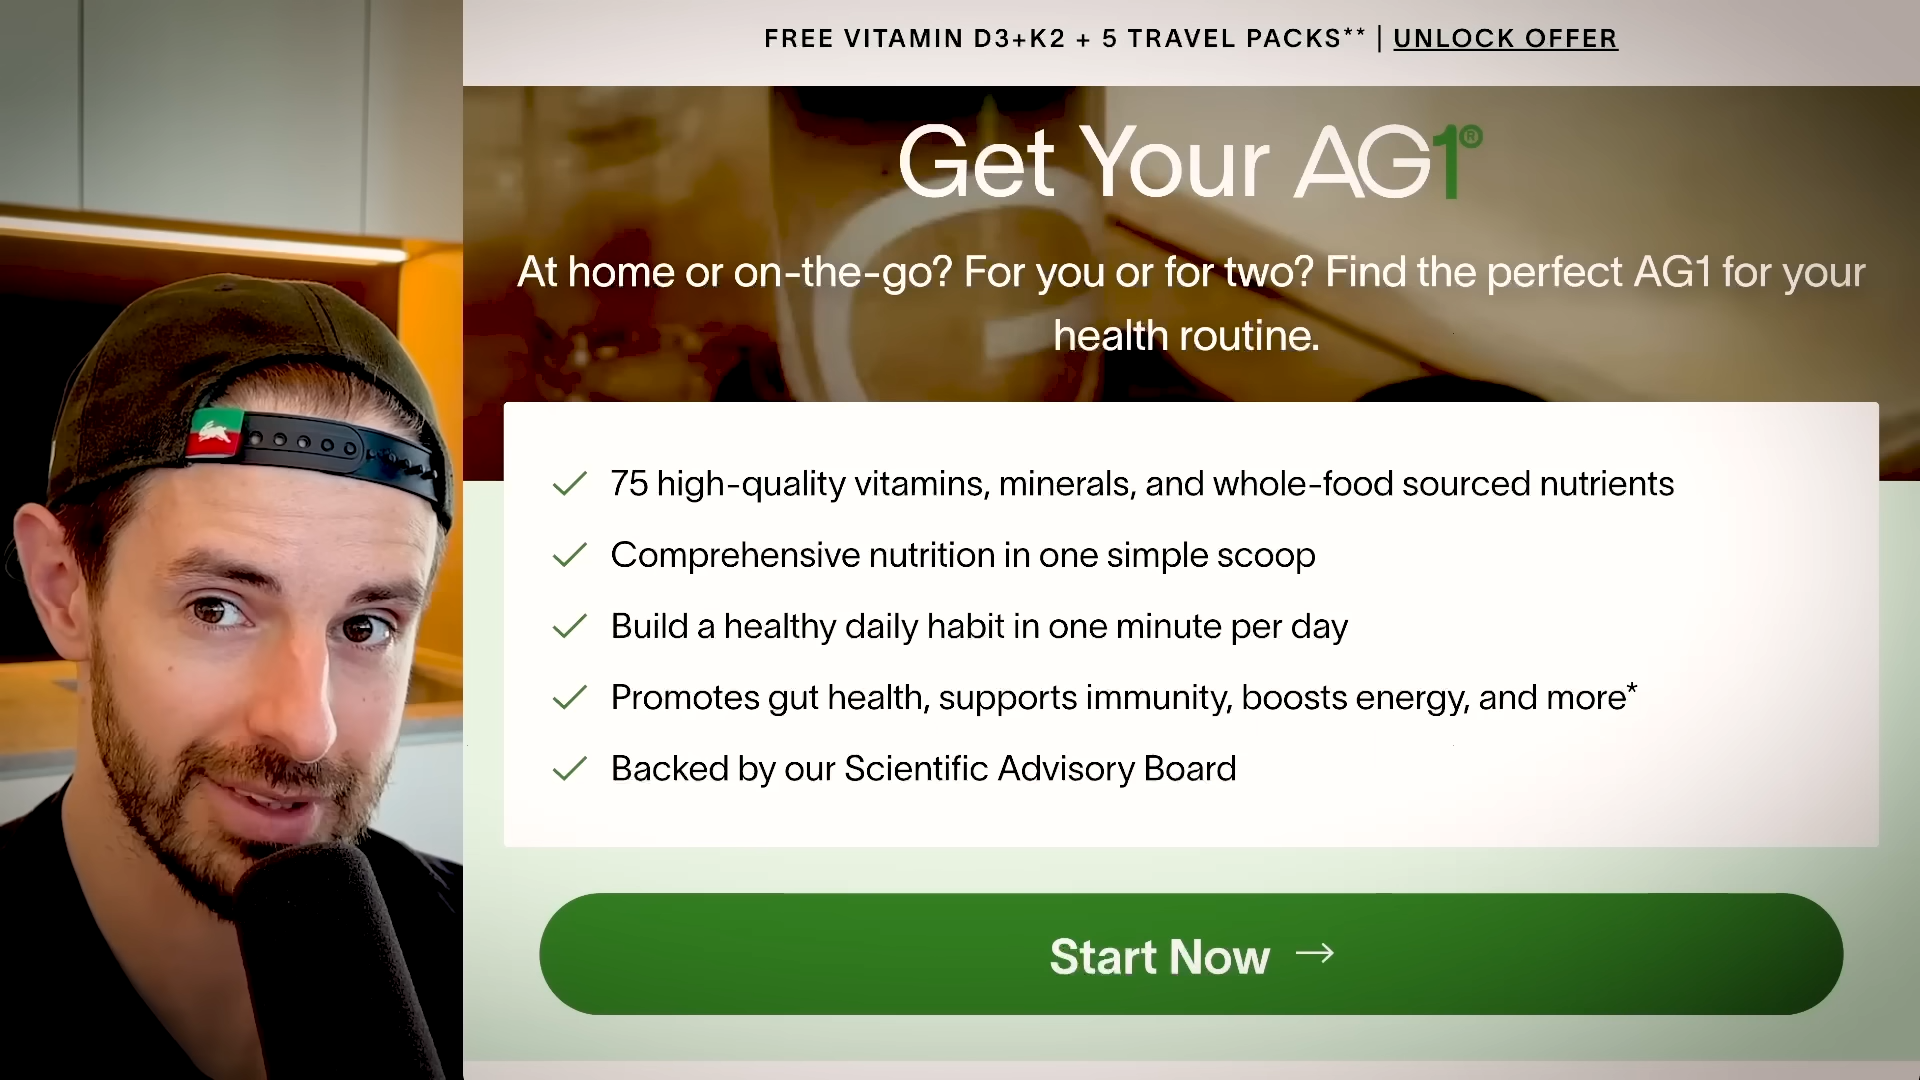 FREE VITAMIN D3+K2 + 5 TRAVEL PACKS** | UNLOCK OFFER
Get Your AG1®
At home or on-the-go? For you or for two? Find the perfect AG1 for your
health routine.
75 high-quality vitamins, minerals, and whole-food sourced nutrients
Comprehensive nutrition in one simple scoop
Build a healthy daily habit in one minute per day
Promotes gut health, supports immunity, boosts energy, and more*
Backed by our Scientific Advisory Board
Start Now →